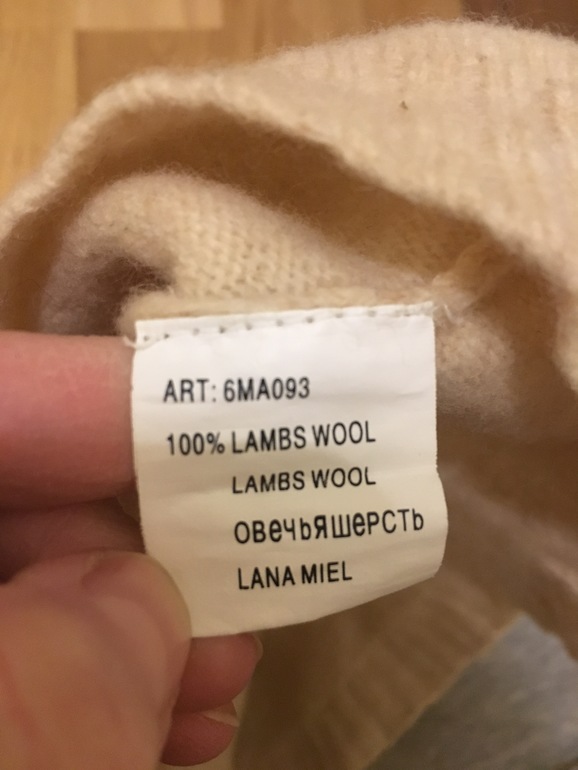 ART: 6MA093
100% LAMBS WOOL
LAMBS WOOL
овечьяшерсть
LANA MIEL